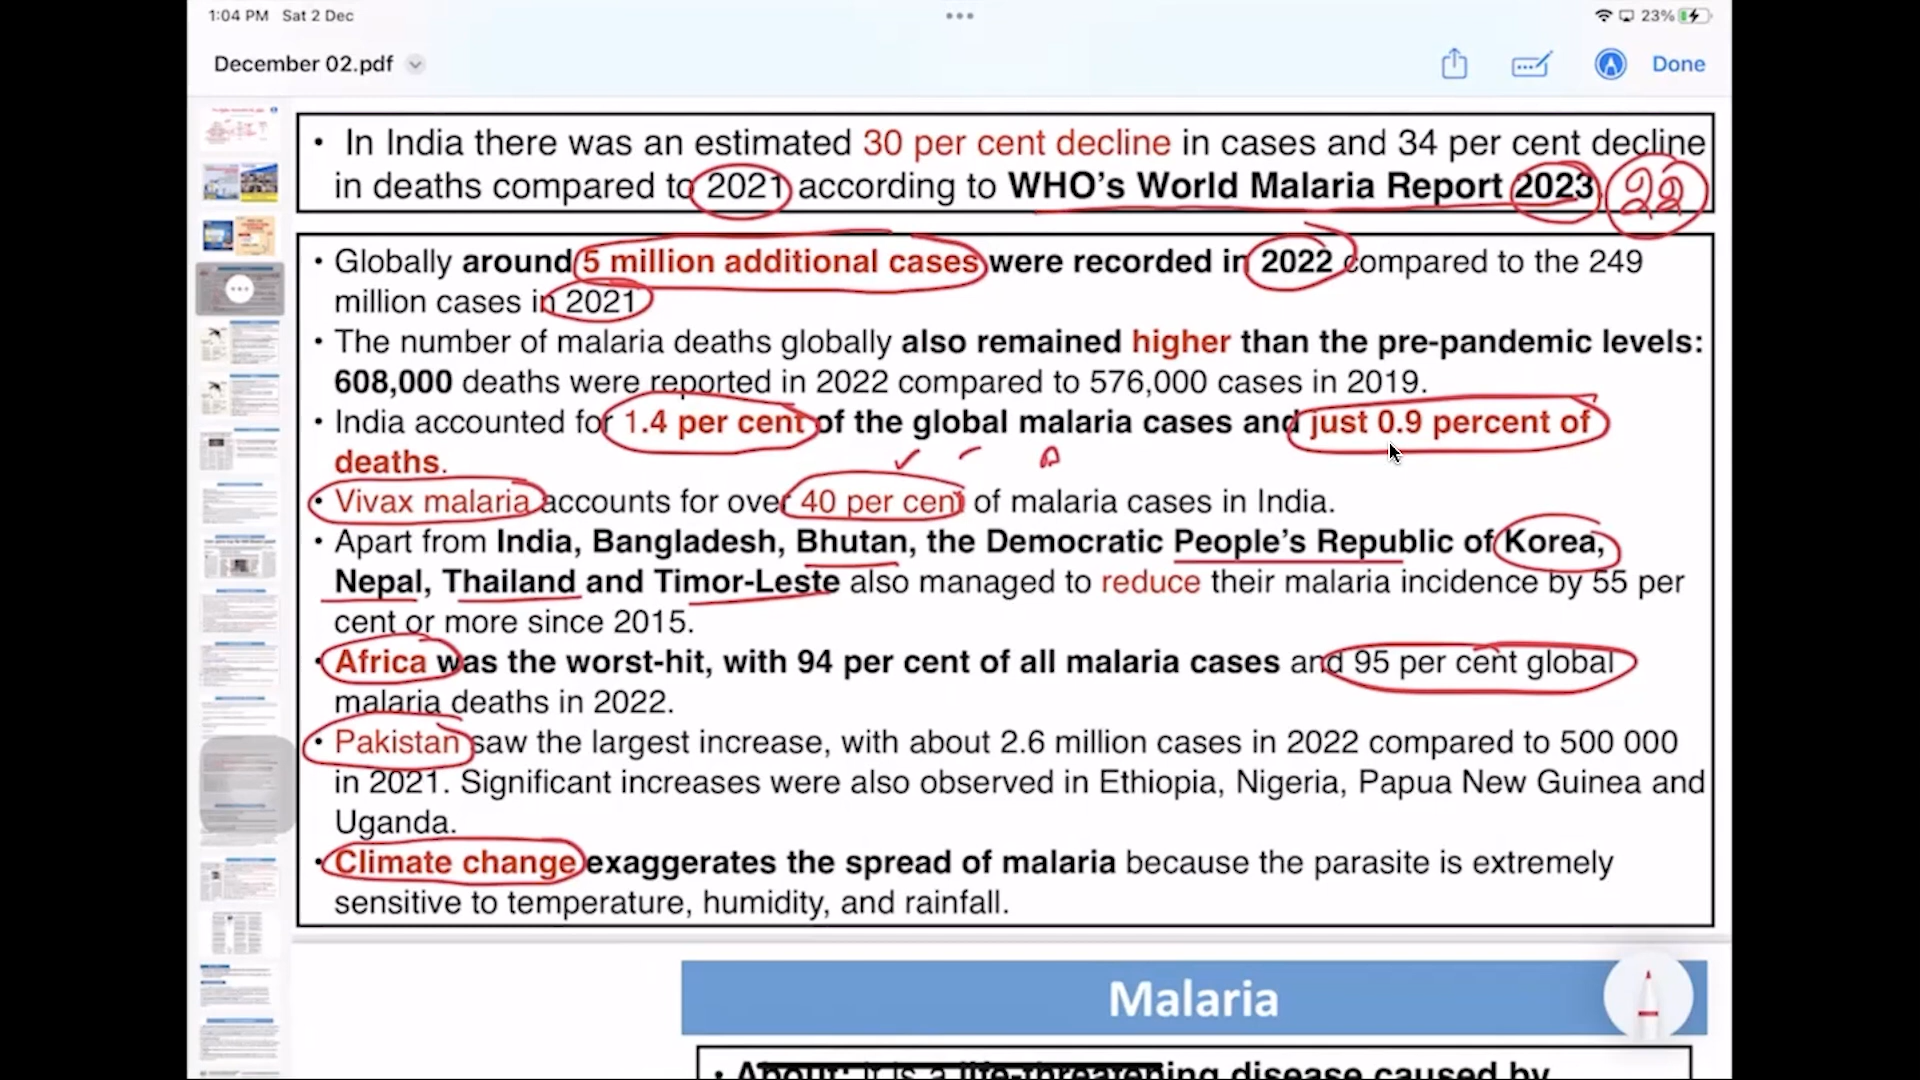 1:04 PM Sat 2 Dec
23%
December 02.pdf
Done
• In India there was an estimated 30 per cent decline in cases and 34 per cent decline
in deaths compared to 2021 according to WHO's World Malaria Report 2023 22
• Globally around 5 million additional cases were recorded in 2022 compared to the 249
million cases in 2021
• The number of malaria deaths globally also remained higher than the pre-pandemic levels:
608,000 deaths were reported in 2022 compared to 576,000 cases in 2019.
• India accounted for 1.4 per cent of the global malaria cases and just 0.9 percent of
deaths.
• Vivax malaria accounts for over 40 per cent of malaria cases in India.
• Apart from India, Bangladesh, Bhutan, the Democratic People's Republic of Korea,
Nepal, Thailand and Timor-Leste also managed to reduce their malaria incidence by 55 per
cent or more since 2015.
• Africa was the worst-hit, with 94 per cent of all malaria cases and 95 per cent global
malaria deaths in 2022.
• Pakistan saw the largest increase, with about 2.6 million cases in 2022 compared to 500 000
in 2021. Significant increases were also observed in Ethiopia, Nigeria, Papua New Guinea and
Uganda.
• Climate change exaggerates the spread of malaria because the parasite is extremely
sensitive to temperature, humidity, and rainfall.
Malaria
• About: It is a life-threatening disease caused by